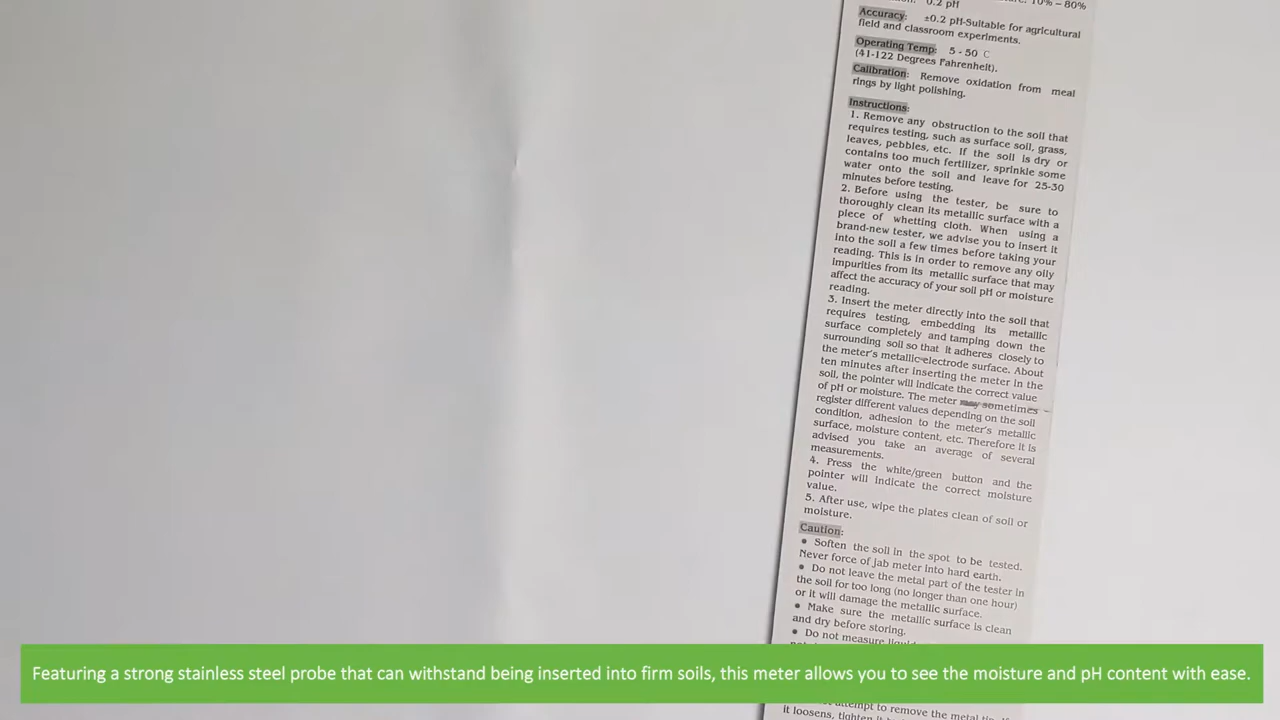 0.2 pH
10% – 80%
Accuracy: ±0.2 pH-Suitable for agricultural
field and classroom experiments.
Operating Temp: 5 - 50 C
(41-122 Degrees Fahrenheit).
Calibration: Remove oxidation from meal
rings by light polishing.
Instructions:
1. Remove any obstruction to the soil that
requires testing, such as surface soil, grass,
leaves, pebbles, etc. If the soil is dry or
contains too much fertilizer, sprinkle some
water onto the soil and leave for 25-30
minutes before testing.
2. Before using the tester, be sure to
thoroughly clean its metallic surface with a
piece of whetting cloth. When using a
brand-new tester, we advise you to insert it
into the soil a few times before taking your
reading. This is in order to remove any oily
impurities from its metallic surface that may
affect the accuracy of your soil pH or moisture
reading.
3. Insert the meter directly into the soil that
requires testing, embedding its metallic
surface completely and tamping down the
surrounding soil so that it adheres closely to
the meter's metallic electrode surface. About
ten minutes after inserting the meter in the
soil, the pointer will indicate the correct value
of pH or moisture. The meter may sometimes
register different values depending on the soil
condition, adhesion to the meter's metallic
surface, moisture content, etc. Therefore it is
advised you take an average of several
measurements.
4. Press the white/green button and the
pointer will indicate the correct moisture
value.
5. After use, wipe the plates clean of soil or
moisture.
Caution:
• Soften the soil in the spot to be tested.
Never force of jab meter into hard earth.
• Do not leave the metal part of the tester in
the soil for too long (no longer than one hour)
or it will damage the metallic surface.
• Make sure the metallic surface is clean
and dry before storing.
• Do not measure
Featuring a strong stainless steel probe that can withstand being inserted into firm soils, this meter allows you to see the moisture and pH content with ease.
attempt to remove the metal
it loosens, tighten